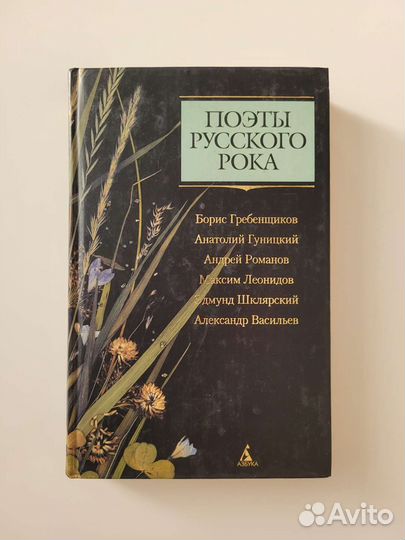 ПОЭТЫ
РУССКОГО
РОКА
Борис Гребенщиков
Анатолий Гуницкий
Андрей Романов
Максим Леонидов
Эдмунд Шклярский
Александр Васильев
АЗБУКА
Avito